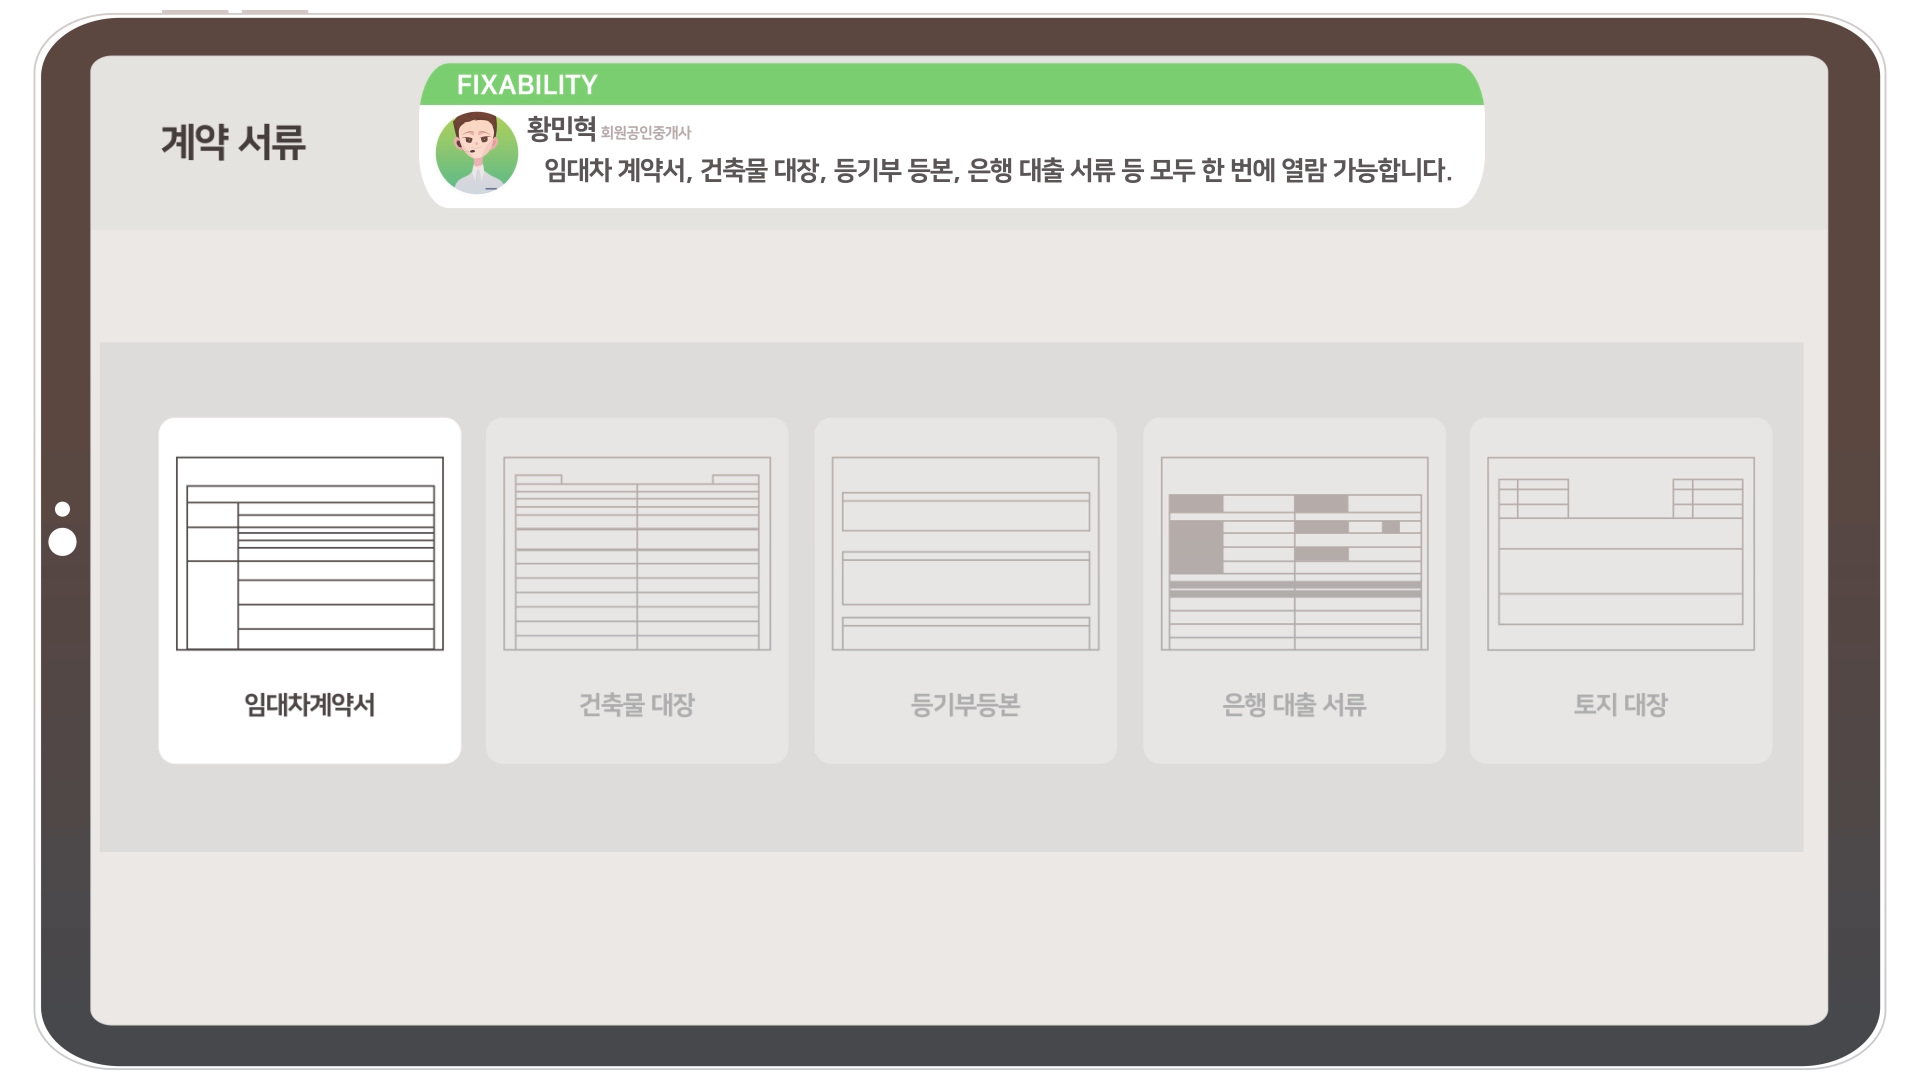 FIXABILITY
계약 서류
황민혁 회원공인중개사
임대차 계약서, 건축물 대장, 등기부 등본, 은행 대출 서류 등 모두 한 번에 열람 가능합니다.
임대차계약서
건축물 대장
등기부등본
은행 대출 서류
토지 대장